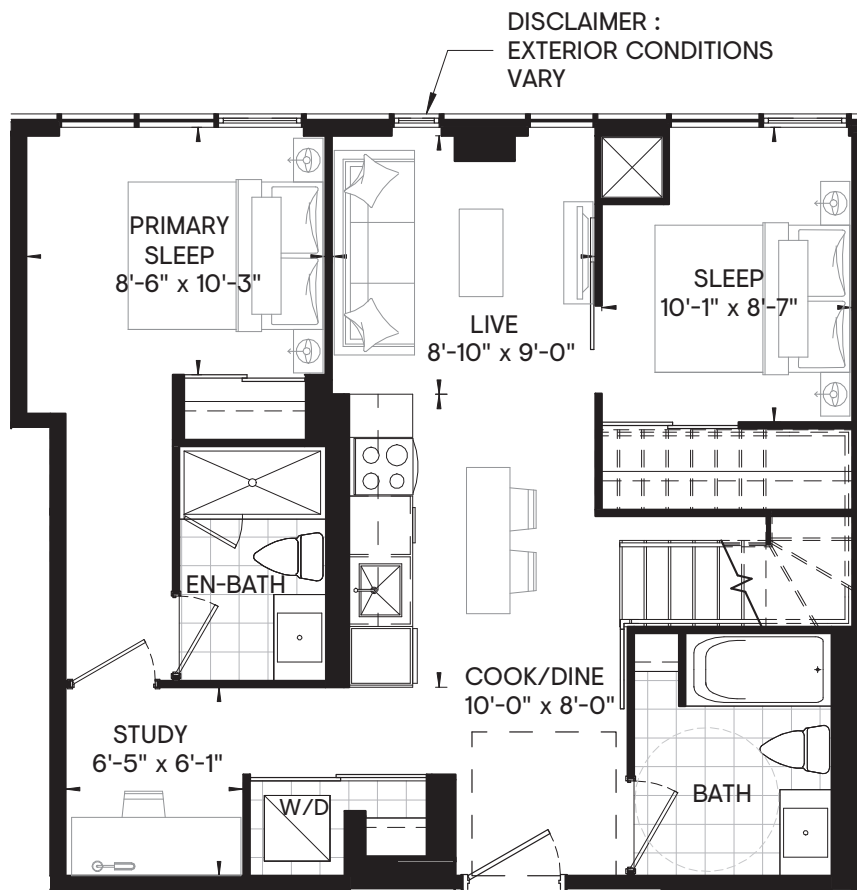 DISCLAIMER :
EXTERIOR CONDITIONS
VARY
PRIMARY
SLEEP
8'-6" x 10'-3"
SLEEP
10'-1" x 8'-7"
LIVE
8'-10" x 9'-0"
EN-BATH
COOK/DINE
10'-0" x 8'-0"
STUDY
6'-5" x 6'-1"
W/D
BATH